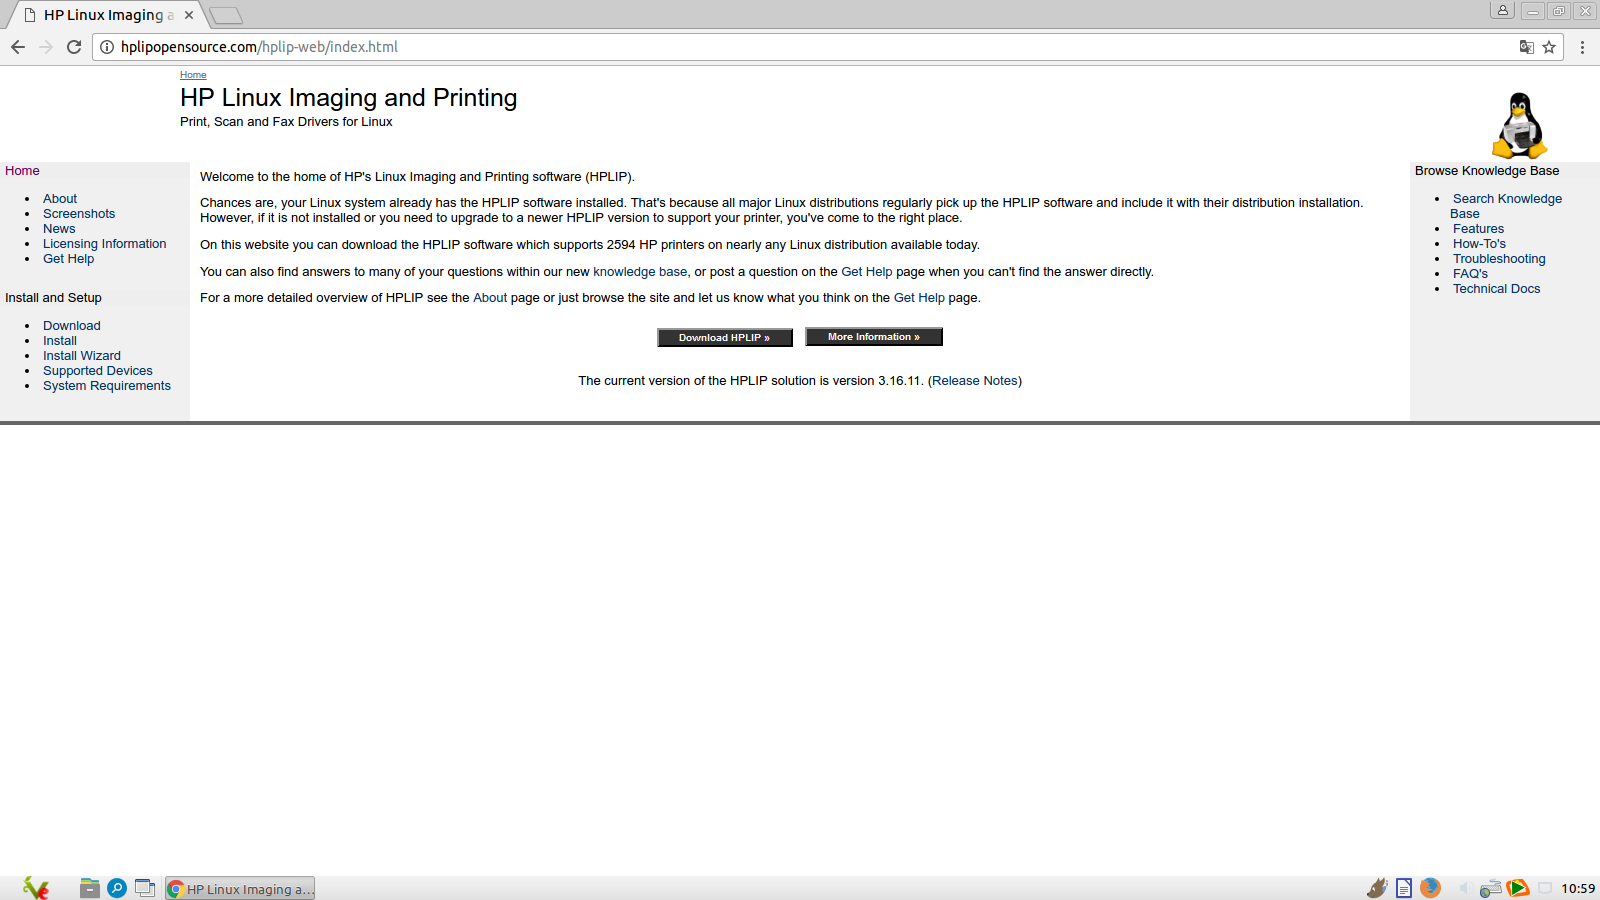 HP Linux Imaging a
hplipopensource.com/hplip-web/index.html
Home
HP Linux Imaging and Printing
Print, Scan and Fax Drivers for Linux
Home
About
Screenshots
News
Licensing Information
Get Help
Install and Setup
Download
Install
Install Wizard
Supported Devices
System Requirements
Welcome to the home of HP's Linux Imaging and Printing software (HPLIP).
Chances are, your Linux system already has the HPLIP software installed. That's because all major Linux distributions regularly pick up the HPLIP software and include it with their distribution installation.
However, if it is not installed or you need to upgrade to a newer HPLIP version to support your printer, you've come to the right place.
On this website you can download the HPLIP software which supports 2594 HP printers on nearly any Linux distribution available today.
You can also find answers to many of your questions within our new knowledge base, or post a question on the Get Help page when you can't find the answer directly.
For a more detailed overview of HPLIP see the About page or just browse the site and let us know what you think on the Get Help page.
Download HPLIP » More Information »
The current version of the HPLIP solution is version 3.16.11. (Release Notes)
Browse Knowledge Base
Search Knowledge
Base
Features
How-To's
Troubleshooting
FAQ's
Technical Docs
HP Linux Imaging a...
10:59